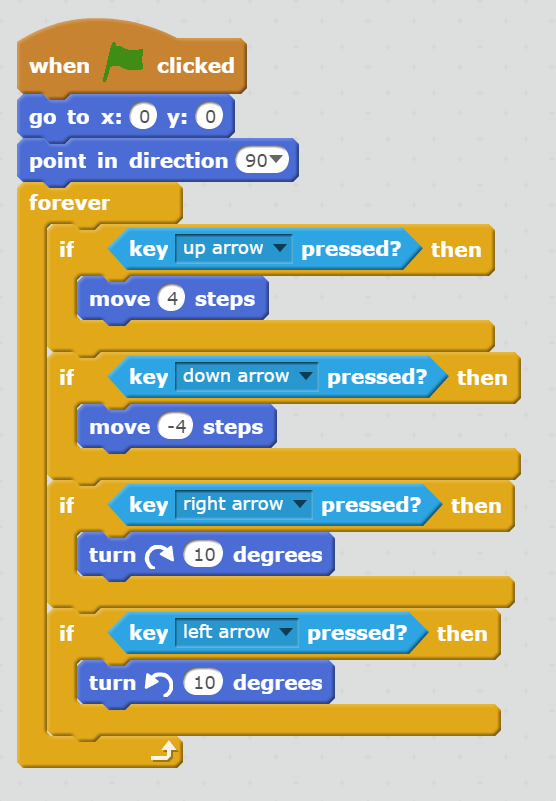 when clicked
go to x: 0 y: 0
point in direction 90
forever
if key up arrow pressed? then
move 4 steps
if key down arrow pressed? then
move -4 steps
if key right arrow pressed? then
turn 10 degrees
if key left arrow pressed? then
turn 10 degrees